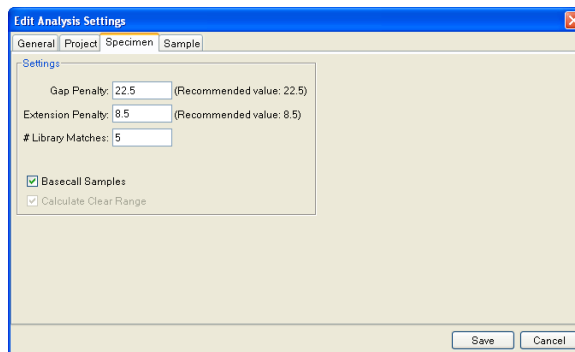 Edit Analysis Settings
General Project Specimen Sample
Settings
Gap Penalty: 22.5 (Recommended value: 22.5)
Extension Penalty: 8.5 (Recommended value: 8.5)
# Library Matches: 5
Basecall Samples
Calculate Clear Range
Save Cancel